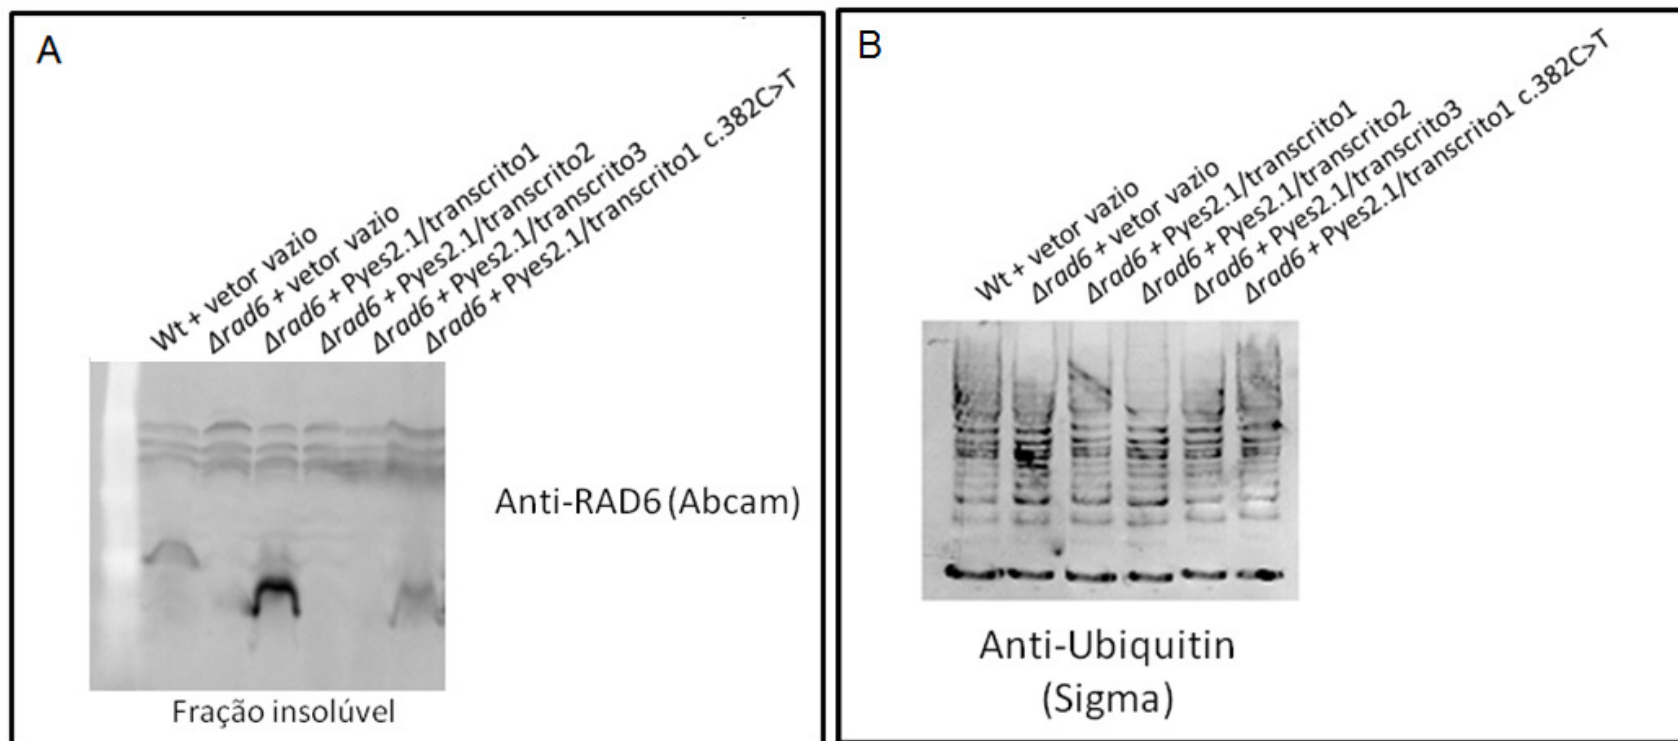 A
Wt + vetor vazio
Δrad6 + vetor vazio
Δrad6 + Pyes2.1/transcrito1
Δrad6 + Pyes2.1/transcrito2
Δrad6 + Pyes2.1/transcrito3
Δrad6 + Pyes2.1/transcrito1 c.382C>T
Anti-RAD6 (Abcam)
Fração insolúvel
B
Wt + vetor vazio
Δrad6 + vetor vazio
Δrad6 + Pyes2.1/transcrito1
Δrad6 + Pyes2.1/transcrito2
Δrad6 + Pyes2.1/transcrito3
Δrad6 + Pyes2.1/transcrito1 c.382C>T
Anti-Ubiquitin
(Sigma)